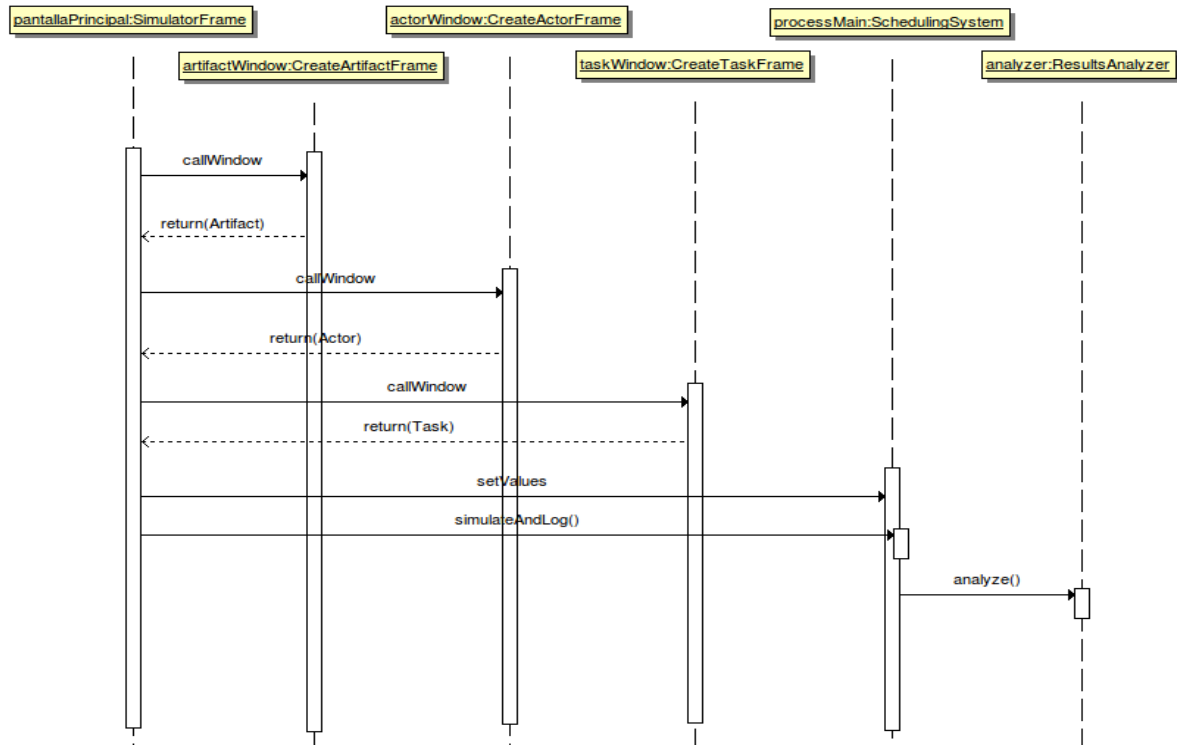 pantallaPrincipal:SimulatorFrame
actorWindow:CreateActorFrame
processMain:SchedulingSystem
artifactWindow:CreateArtifactFrame
taskWindow:CreateTaskFrame
analyzer:ResultsAnalyzer
callWindow
return(Artifact)
callWindow
return(Actor)
callWindow
return(Task)
setValues
simulateAndLog()
analyze()